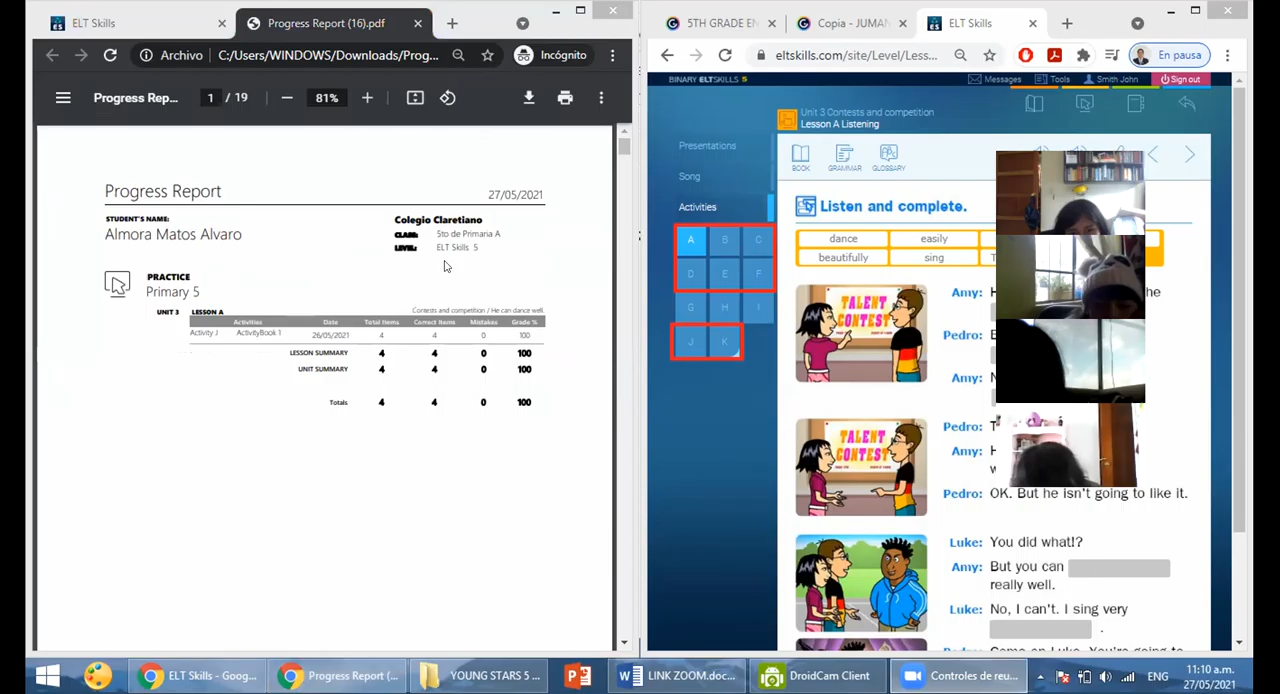 ELT Skills
Progress Report (16).pdf
Archivo
C:/Users/WINDOWS/Downloads/Prog...
Incógnito
Progress Rep...
1 / 19
81%
Progress Report
27/05/2021
STUDENT'S NAME:
Almora Matos Alvaro
Colegio Claretiano
CLASS: 5to de Primaria A
LEVEL: ELT Skills 5
PRACTICE
Primary 5
UNIT 3 LESSON A
Contests and competition / He can dance well.
Activities Date Total Items Correct Items Mistakes Grade %
Activity J ActivityBook 1 26/05/2021 4 4 0 100
LESSON SUMMARY 4 4 0 100
UNIT SUMMARY 4 4 0 100
Totals 4 4 0 100
5TH GRADE EN
Copia - JUMAN
ELT Skills
eltskills.com/site/Level/Less...
En pausa
BINARY ELTSKILLS 5
Messages
Tools
Smith John
Sign out
Unit 3 Contests and competition
Lesson A Listening
Presentations
Song
Activities
A B C
D E F
G H I
J K
BOOK
GRAMMAR
GLOSSARY
Listen and complete.
dance easily
beautifully sing
TALENT CONTEST
Amy:
Pedro:
Amy:
TALENT CONTEST
Pedro:
Amy:
Pedro: OK. But he isn't going to like it.
Luke: You did what!?
Amy: But you can
really well.
Luke: No, I can't. I sing very
.
ELT Skills - Goog...
Progress Report (...
YOUNG STARS 5 ...
LINK ZOOM.doc...
DroidCam Client
Controles de reu...
ENG
11:10 a.m.
27/05/2021